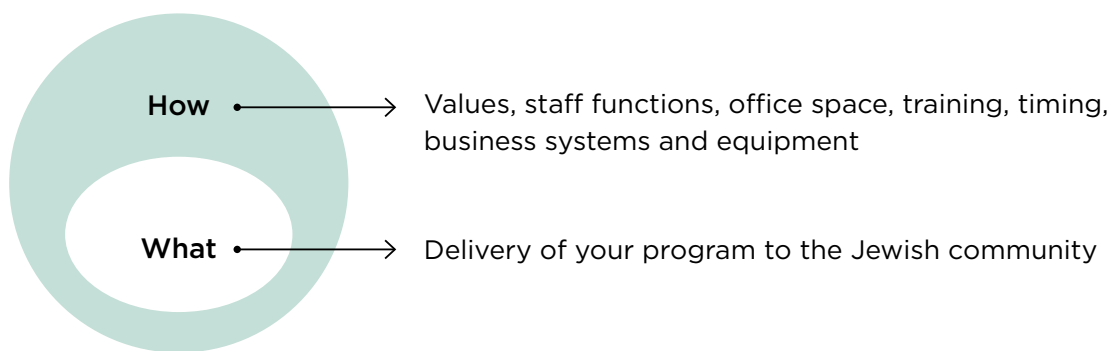 How
Values, staff functions, office space, training, timing,
business systems and equipment
What
Delivery of your program to the Jewish community